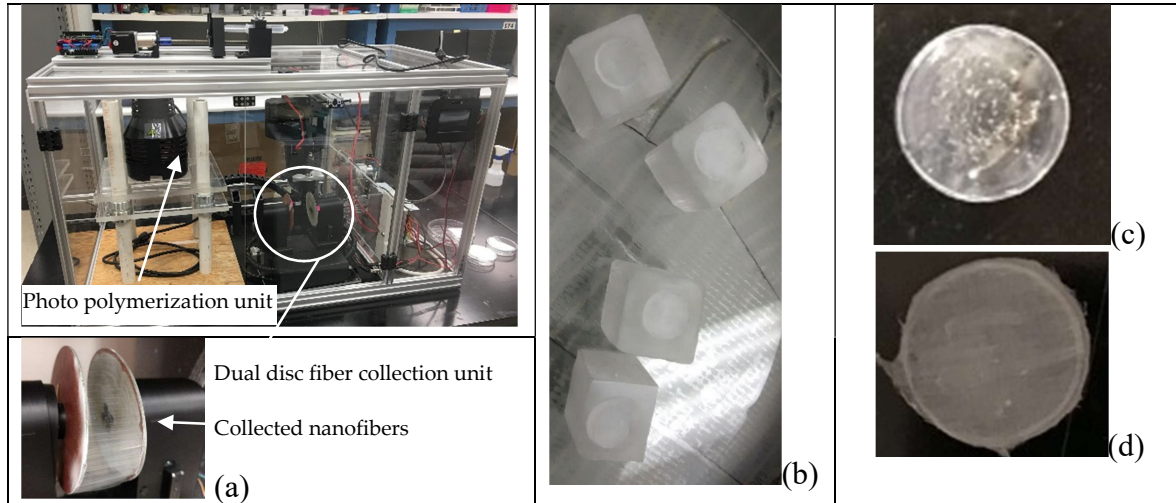 Photo polymerization unit
Dual disc fiber collection unit
Collected nanofibers
(a)
(b)
(c)
(d)